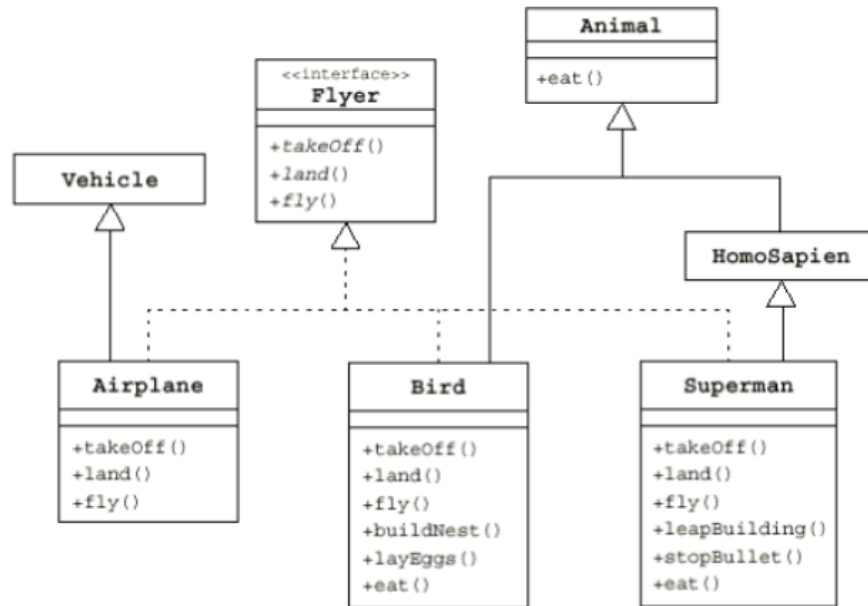 Animal
+eat()
<<interface>>
Flyer
+takeOff()
+land()
+fly()
Vehicle
HomoSapien
Airplane
+takeOff()
+land()
+fly()
Bird
+takeOff()
+land()
+fly()
+buildNest()
+layEggs()
+eat()
Superman
+takeOff()
+land()
+fly()
+leapBuilding()
+stopBullet()
+eat()